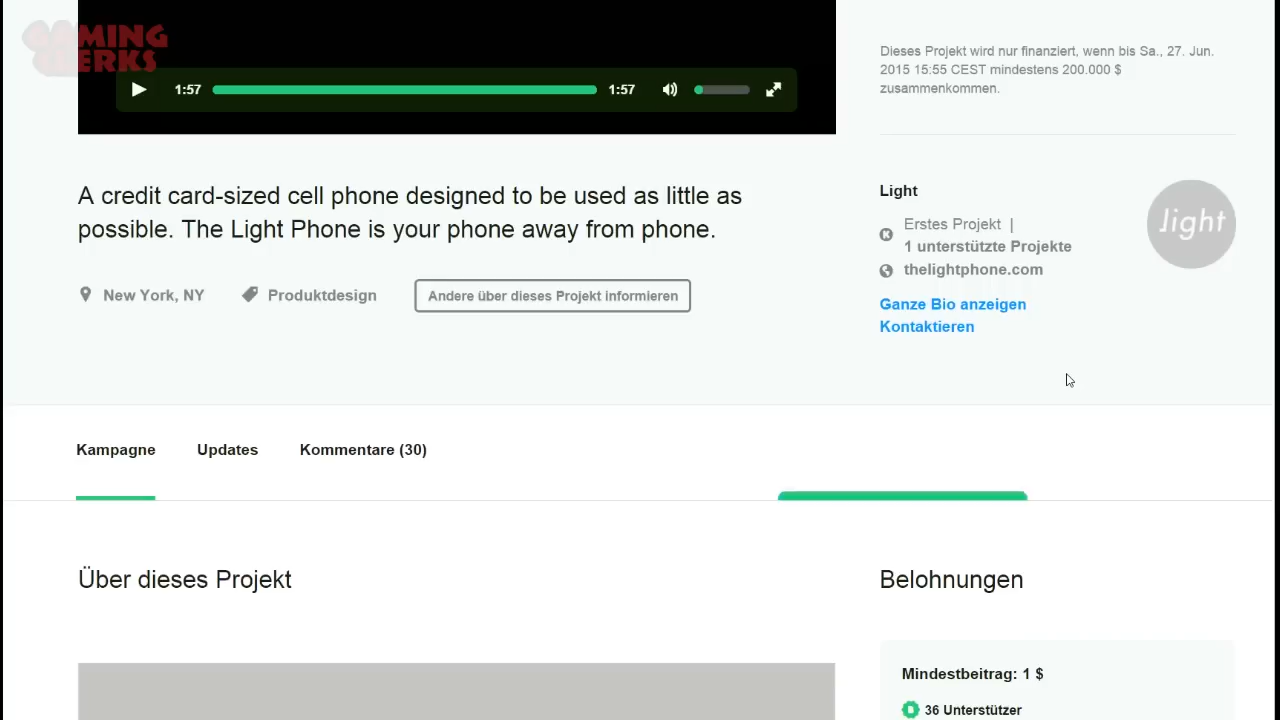 GAMING
CLERKS
1:57
1:57
Dieses Projekt wird nur finanziert, wenn bis Sa., 27. Jun.
2015 15:55 CEST mindestens 200.000 $
zusammenkommen.
A credit card-sized cell phone designed to be used as little as
possible. The Light Phone is your phone away from phone.
New York, NY
Produktdesign
Andere über dieses Projekt informieren
Light
light
Erstes Projekt |
1 unterstützte Projekte
thelightphone.com
Ganze Bio anzeigen
Kontaktieren
Kampagne
Updates
Kommentare (30)
Über dieses Projekt
Belohnungen
Mindestbeitrag: 1 $
36 Unterstützer